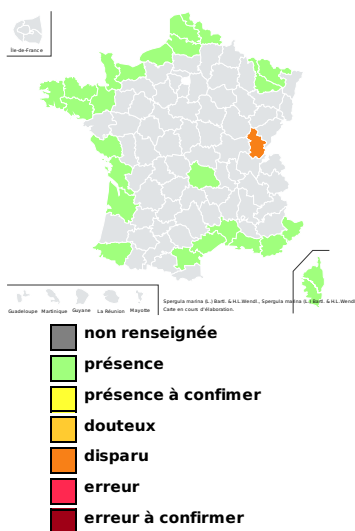 Île-de-France
Guadeloupe Martinique Guyane La Réunion Mayotte
Spergula marina (L.) Bartl. & H.L.Wendl., Spergula marina (L.) Bartl. & H.L.Wendl
Carte en cours d'élaboration.
non renseignée
présence
présence à confimer
douteux
disparu
erreur
erreur à confirmer